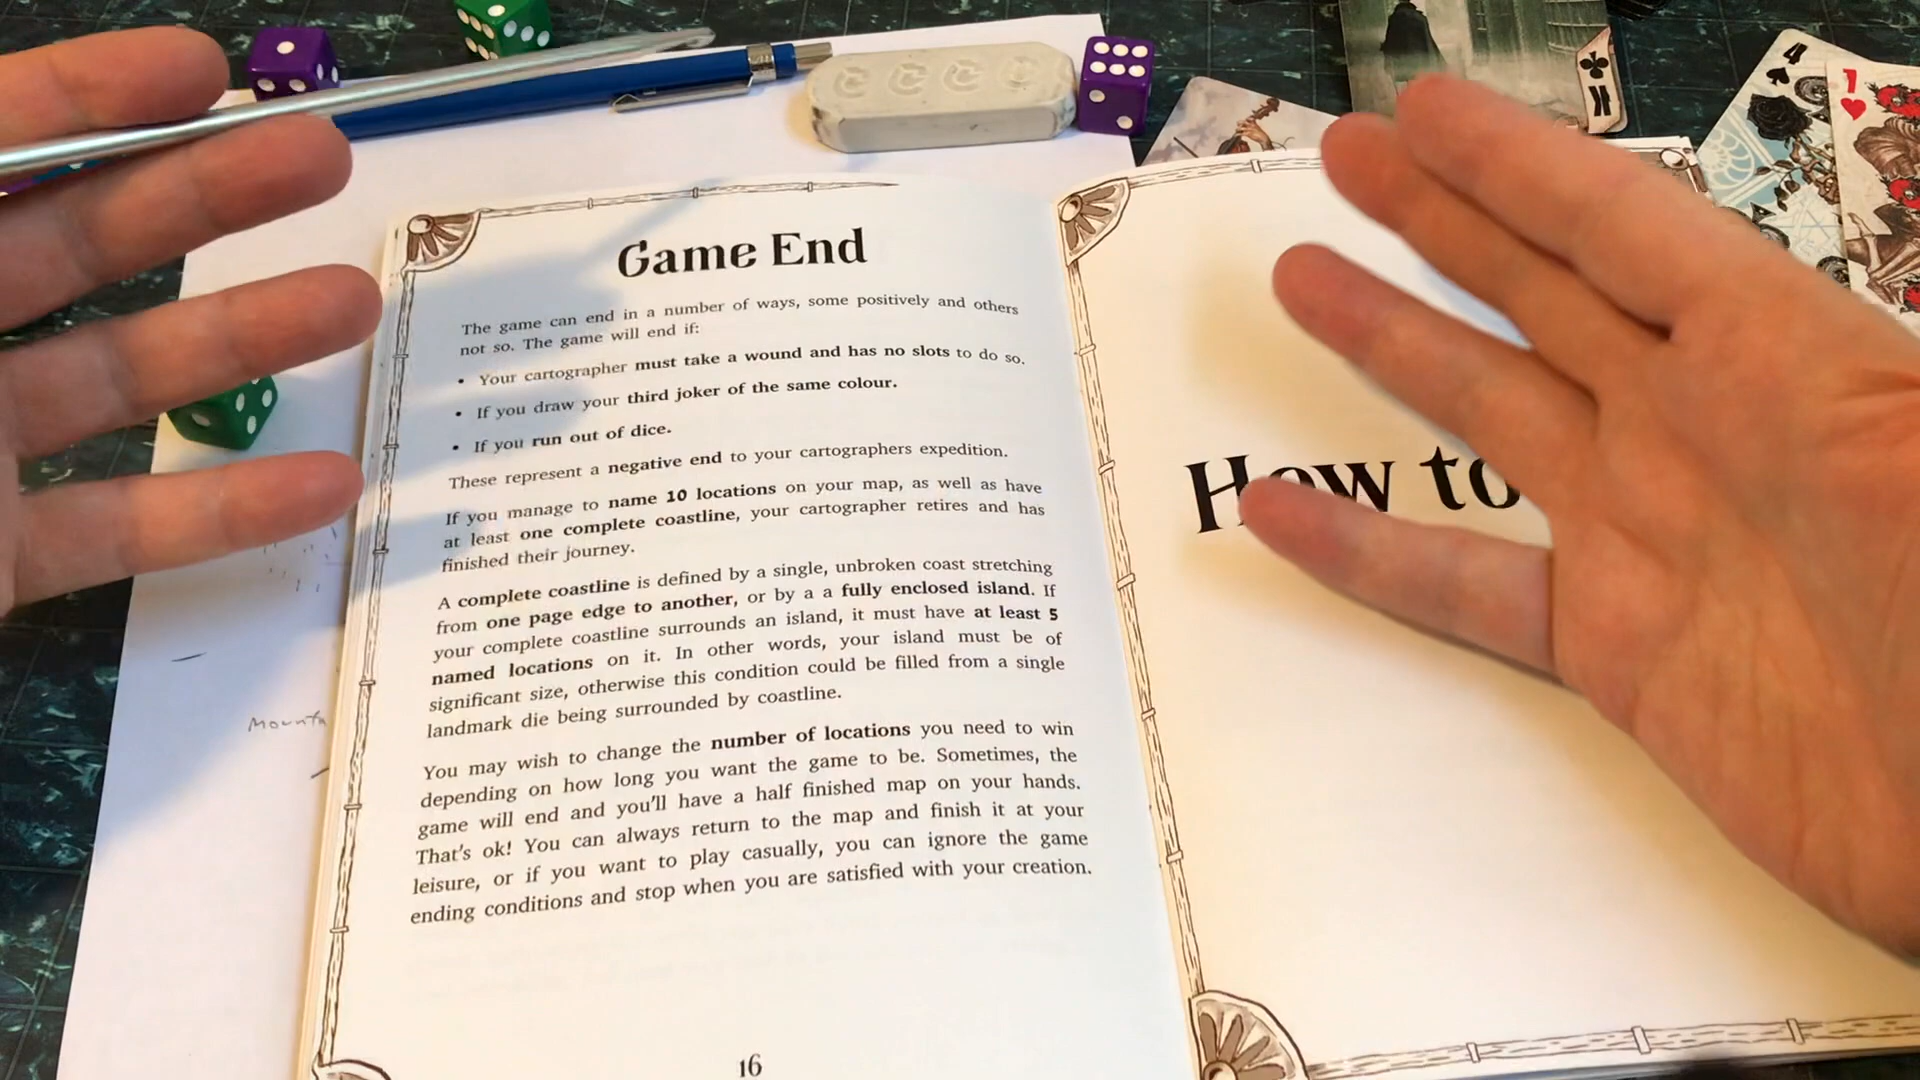 Game End
The game can end in a number of ways, some positively and others
not so. The game will end if:
• Your cartographer must take a wound and has no slots to do so.
• If you draw your third joker of the same colour.
• If you run out of dice.
These represent a negative end to your cartographers expedition.
If you manage to name 10 locations on your map, as well as have
at least one complete coastline, your cartographer retires and has
finished their journey.
A complete coastline is defined by a single, unbroken coast stretching
from one page edge to another, or by a a fully enclosed island. If
your complete coastline surrounds an island, it must have at least 5
named locations on it. In other words, your island must be of
significant size, otherwise this condition could be filled from a single
landmark die being surrounded by coastline.
You may wish to change the number of locations you need to win
depending on how long you want the game to be. Sometimes, the
game will end and you'll have a half finished map on your hands.
That's ok! You can always return to the map and finish it at your
leisure, or if you want to play casually, you can ignore the game
ending conditions and stop when you are satisfied with your creation.
16
How to
4